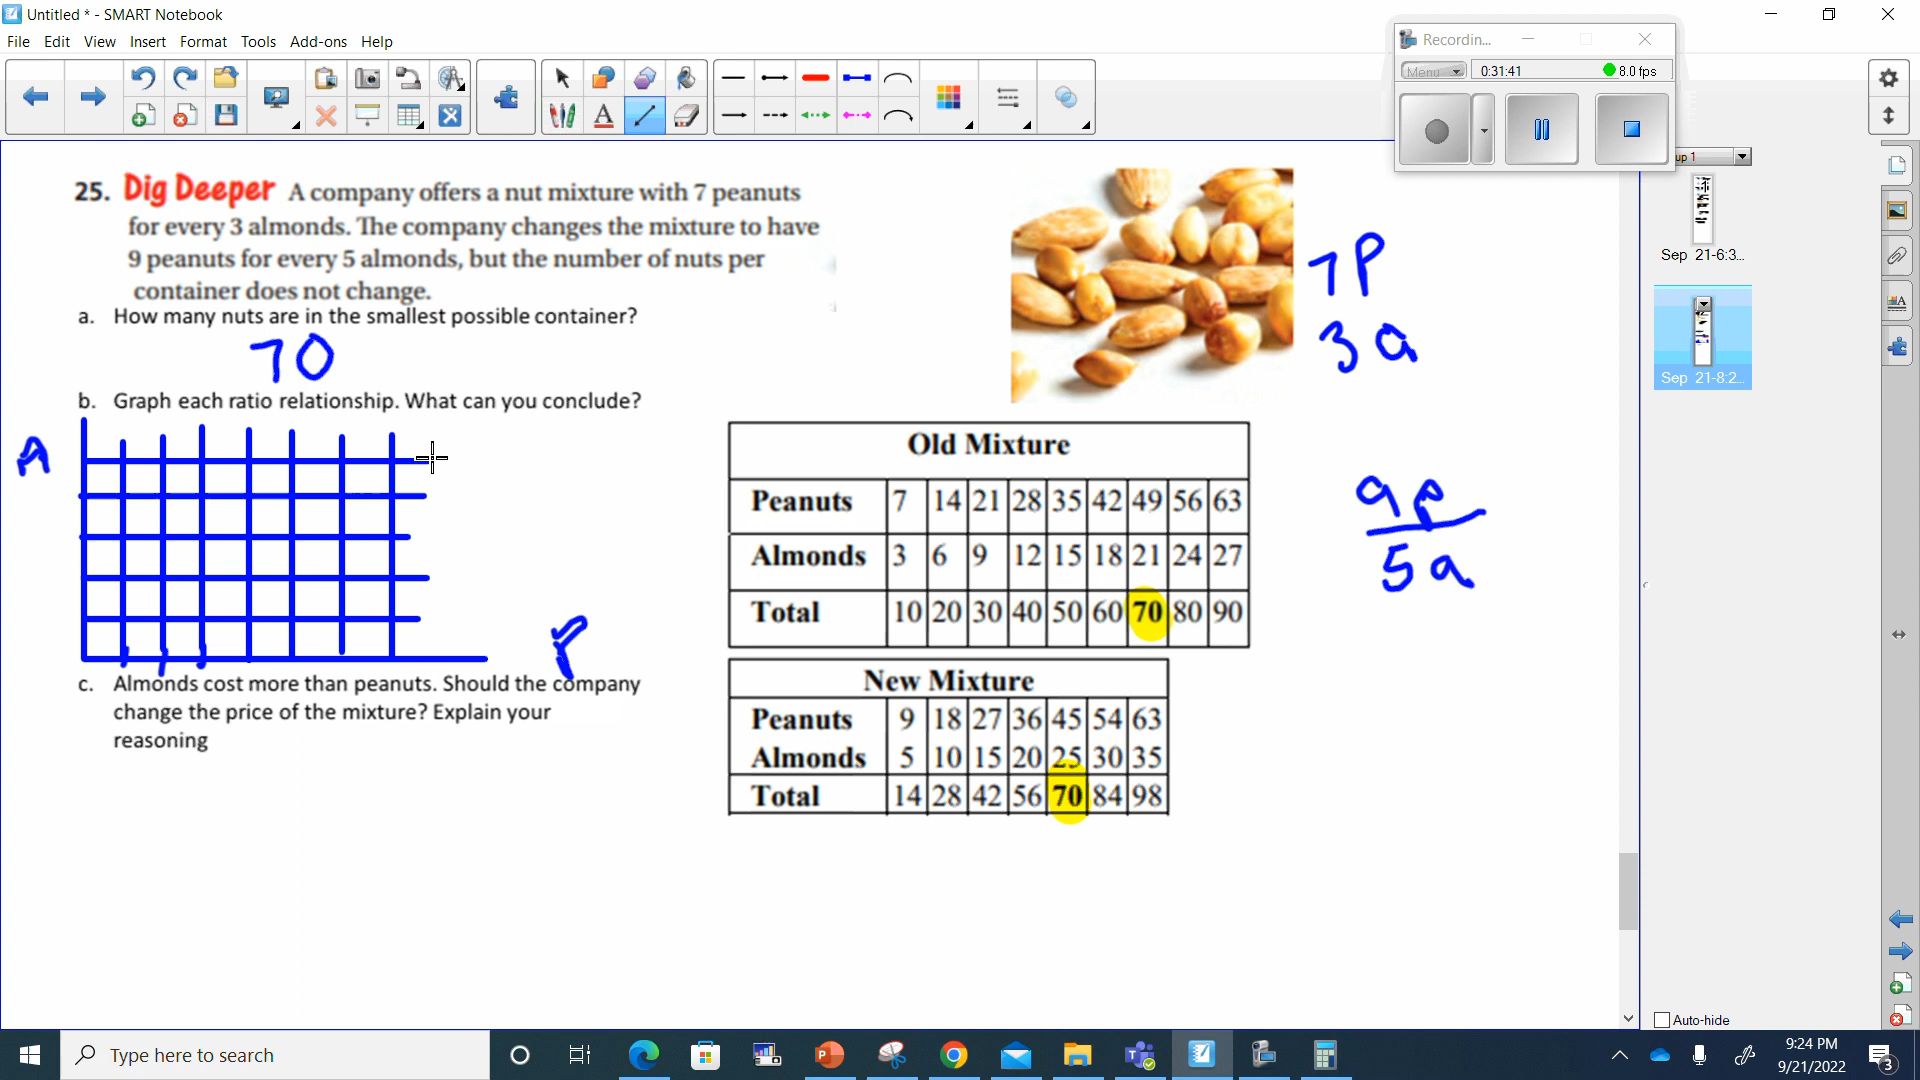 Untitled * - SMART Notebook
File Edit View Insert Format Tools Add-ons Help
Recordin...
Menu 0:31:41 8.0 fps
up 1
25. Dig Deeper A company offers a nut mixture with 7 peanuts
for every 3 almonds. The company changes the mixture to have
9 peanuts for every 5 almonds, but the number of nuts per
container does not change.
a. How many nuts are in the smallest possible container?
70
b. Graph each ratio relationship. What can you conclude?
A
P
c. Almonds cost more than peanuts. Should the company
change the price of the mixture? Explain your
reasoning
7P
3a
Old Mixture
Peanuts 7 14 21 28 35 42 49 56 63
Almonds 3 6 9 12 15 18 21 24 27
Total 10 20 30 40 50 60 70 80 90
9p
5a
New Mixture
Peanuts 9 18 27 36 45 54 63
Almonds 5 10 15 20 25 30 35
Total 14 28 42 56 70 84 98
Sep 21-6:3...
Sep 21-8:2...
Auto-hide
Type here to search
9:24 PM
9/21/2022
3